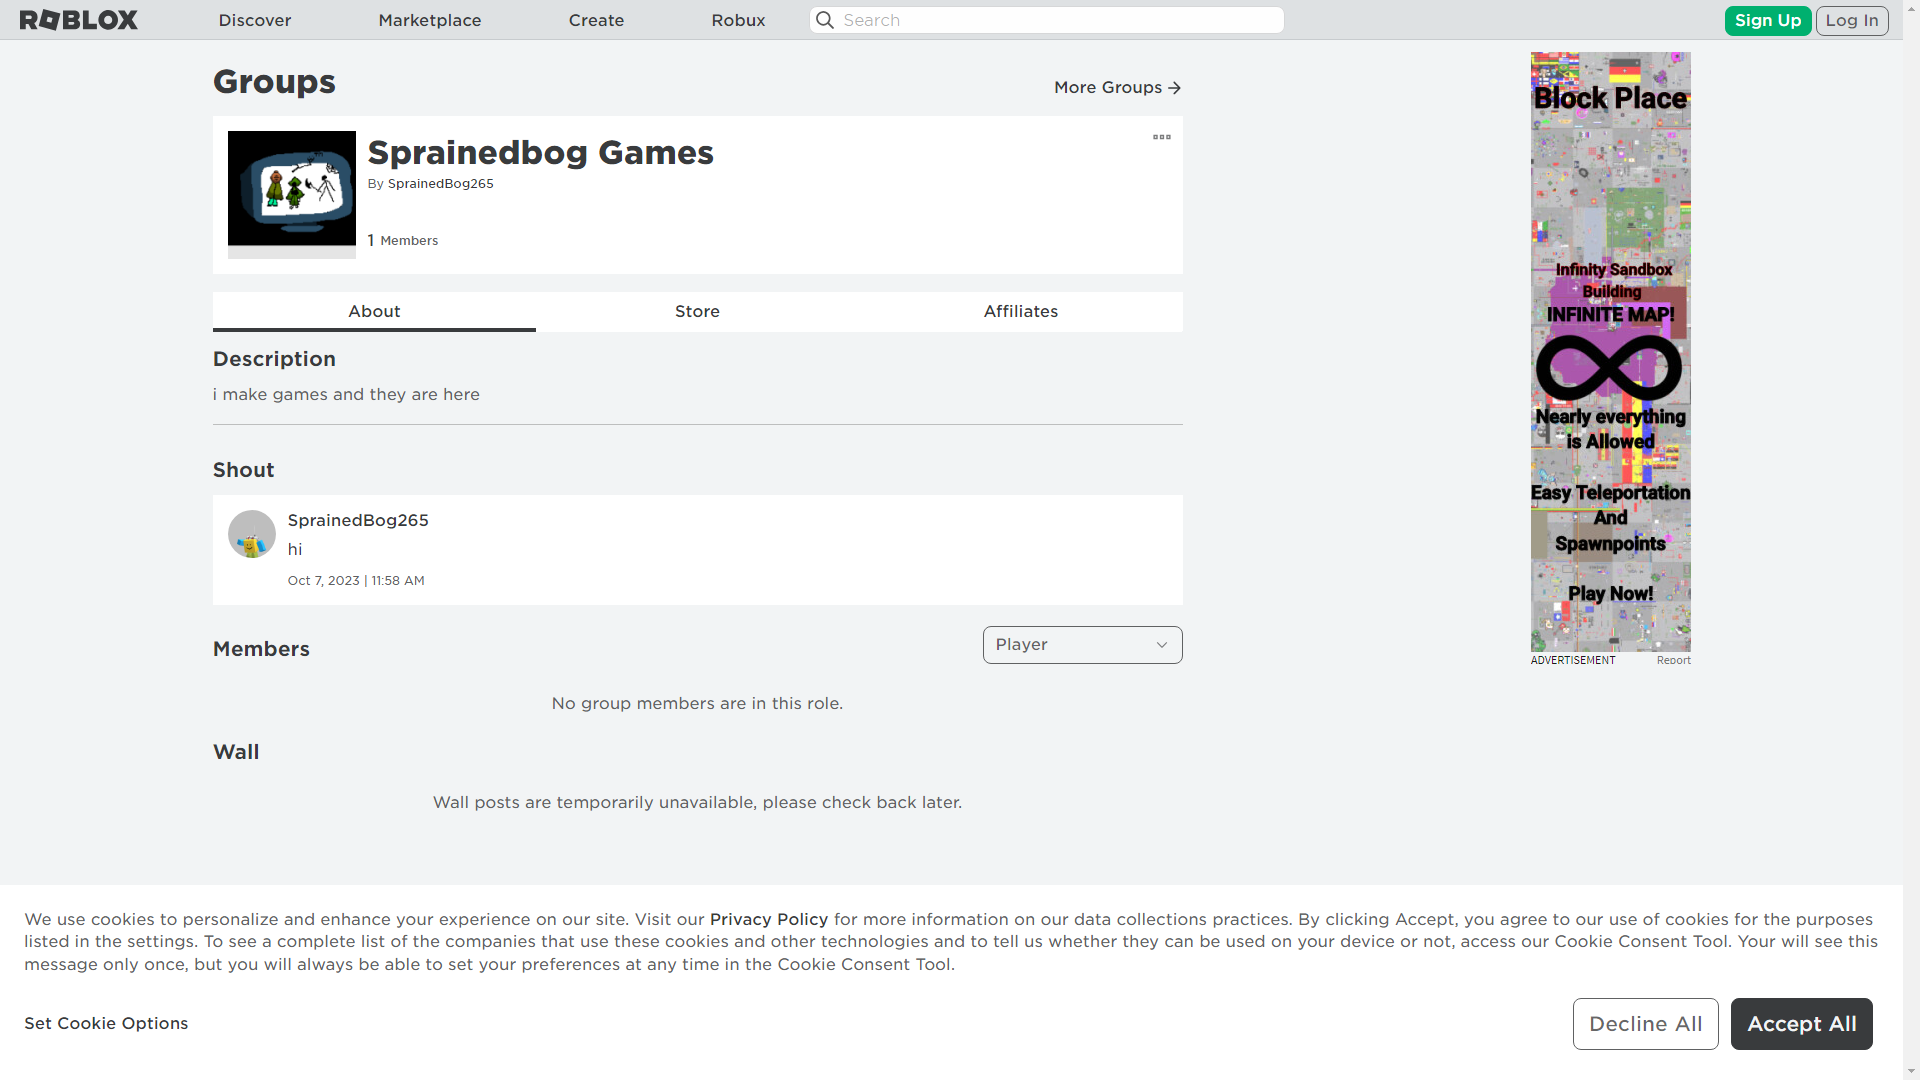 ROBLOX
Discover
Marketplace
Create
Robux
Search
Sign Up
Log In
Groups
More Groups
Sprainedbog Games
By SprainedBog265
1 Members
About
Store
Affiliates
Description
i make games and they are here
Shout
SprainedBog265
hi
Oct 7, 2023 | 11:58 AM
Members
Player
No group members are in this role.
Wall
Wall posts are temporarily unavailable, please check back later.
Block Place
Infinity Sandbox
Building
INFINITE MAP!
Nearly everything
is Allowed
Easy Teleportation
And
Spawnpoints
Play Now!
ADVERTISEMENT
Report
We use cookies to personalize and enhance your experience on our site. Visit our Privacy Policy for more information on our data collections practices. By clicking Accept, you agree to our use of cookies for the purposes
listed in the settings. To see a complete list of the companies that use these cookies and other technologies and to tell us whether they can be used on your device or not, access our Cookie Consent Tool. Your will see this
message only once, but you will always be able to set your preferences at any time in the Cookie Consent Tool.
Set Cookie Options
Decline All
Accept All